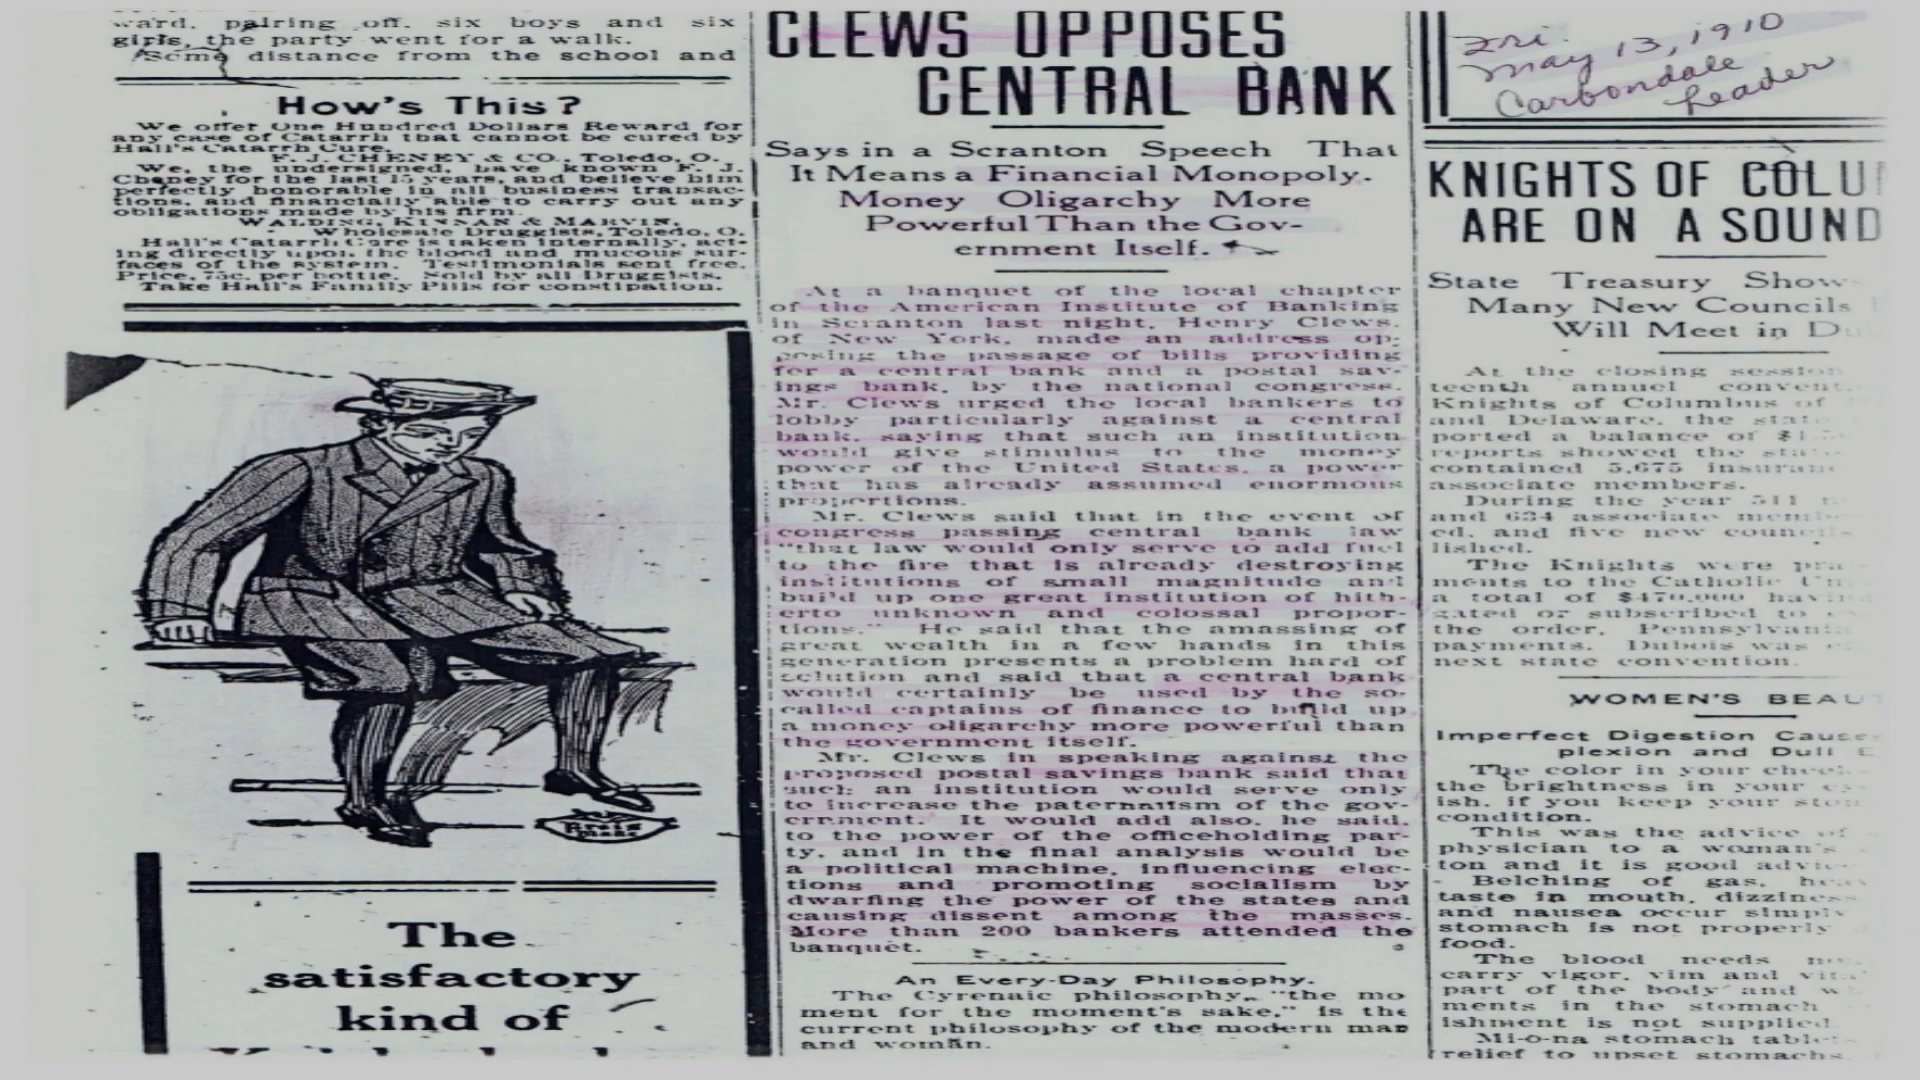 ward, pairing off, six boys and six
girls, the party went for a walk.
Some distance from the school and
How's This?
We offer One Hundred Dollars Reward for
any case of Catarrh that cannot be cured by
Hall's Catarrh Cure.
F. J. CHENEY & CO., Toledo, O.
We, the undersigned, have known F. J.
Cheney for the last 15 years, and believe him
perfectly honorable in all business transac-
tions, and financially able to carry out any
obligations made by his firm.
WALDING, KINNAN & MARVIN,
Wholesale Druggists, Toledo, O.
Hall's Catarrh Cure is taken internally, act-
ing directly upon the blood and mucous sur-
faces of the system. Testimonials sent free.
Price, 75c. per bottle. Sold by all Druggists.
Take Hall's Family Pills for constipation.
The
satisfactory
kind of
CLEWS OPPOSES
CENTRAL BANK
Says in a Scranton Speech That
It Means a Financial Monopoly.
Money Oligarchy More
Powerful Than the Gov-
ernment Itself.
At a banquet of the local chapter
of the American Institute of Banking
in Scranton last night, Henry Clews,
of New York, made an address op-
posing the passage of bills providing
for a central bank and a postal sav-
ings bank, by the national congress.
Mr. Clews urged the local bankers to
lobby particularly against a central
bank, saying that such an institution
would give stimulus to the money
power of the United States, a power
that has already assumed enormous
proportions.
Mr. Clews said that in the event of
congress passing central bank law
"that law would only serve to add fuel
to the fire that is already destroying
institutions of small magnitude and
build up one great institution of hith-
erto unknown and colossal propor-
tions." He said that the amassing of
great wealth in a few hands in this
generation presents a problem hard of
solution and said that a central bank
would certainly be used by the so-
called captains of finance to build up
a money oligarchy more powerful than
the government itself.
Mr. Clews in speaking against the
proposed postal savings bank said that
such an institution would serve only
to increase the paternalism of the gov-
ernment. It would add also, he said,
to the power of the officeholding par-
ty, and in the final analysis would be
a political machine, influencing elec-
tions and promoting socialism by
dwarfing the power of the states and
causing dissent among the masses.
More than 200 bankers attended the
banquet.
An Every-Day Philosophy.
The Cyrenaic philosophy, "the mo
ment for the moment's sake," is the
current philosophy of the modern man
and woman.
Fri.
May 13, 1910
Carbondale
Leader
KNIGHTS OF COLU
ARE ON A SOUND
State Treasury Show
Many New Councils
Will Meet in Du
At the closing session
teenth annuel convent
Knights of Columbus of
and Delaware, the state
ported a balance of
reports showed the
contained 5,675
associate members.
During the year 511
and 634 associate
ed, and five new
lished.
The Knights were
ments to the Catholic
a total of $470,000
gated or subscribed to
the order, Pennsylvania
payments. Dubois was
next state convention.
WOMEN'S BEAU
Imperfect Digestion Cause
plexion and Dull E
The color in your
the brightness in your
ish, if you keep your
condition.
This was the advice of
physician to a woman's
ton and it is good
Belching of gas,
taste in mouth,
and nausea occur simply
stomach is not properly
food.
The blood needs
carry vigor, vim and
part of the body and
ments in the stomach
ishment is not supplied
Mi-o-na stomach
relief to upset stomachs